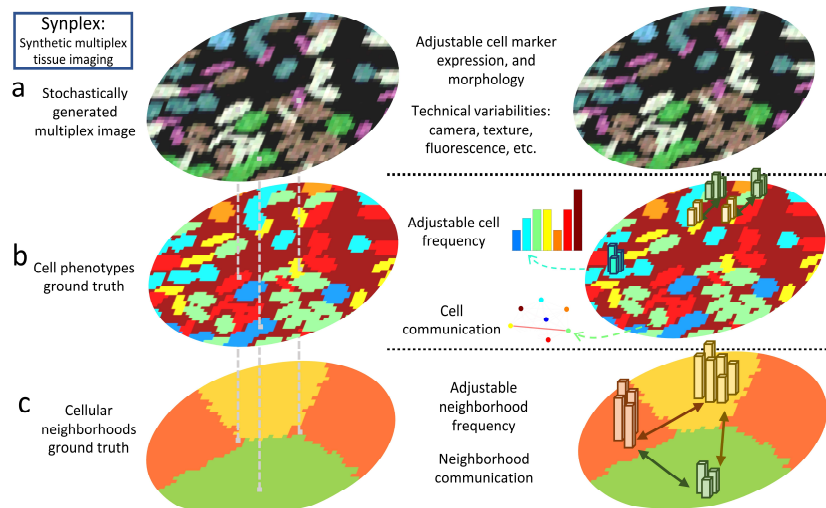 Synplex:
Synthetic multiplex
tissue imaging
a
Stochastically
generated
multiplex image
Adjustable cell marker
expression, and
morphology
Technical variabilities:
camera, texture,
fluorescence, etc.
b
Cell phenotypes
ground truth
Adjustable cell
frequency
Cell
communication
c
Cellular
neighborhoods
ground truth
Adjustable
neighborhood
frequency
Neighborhood
communication